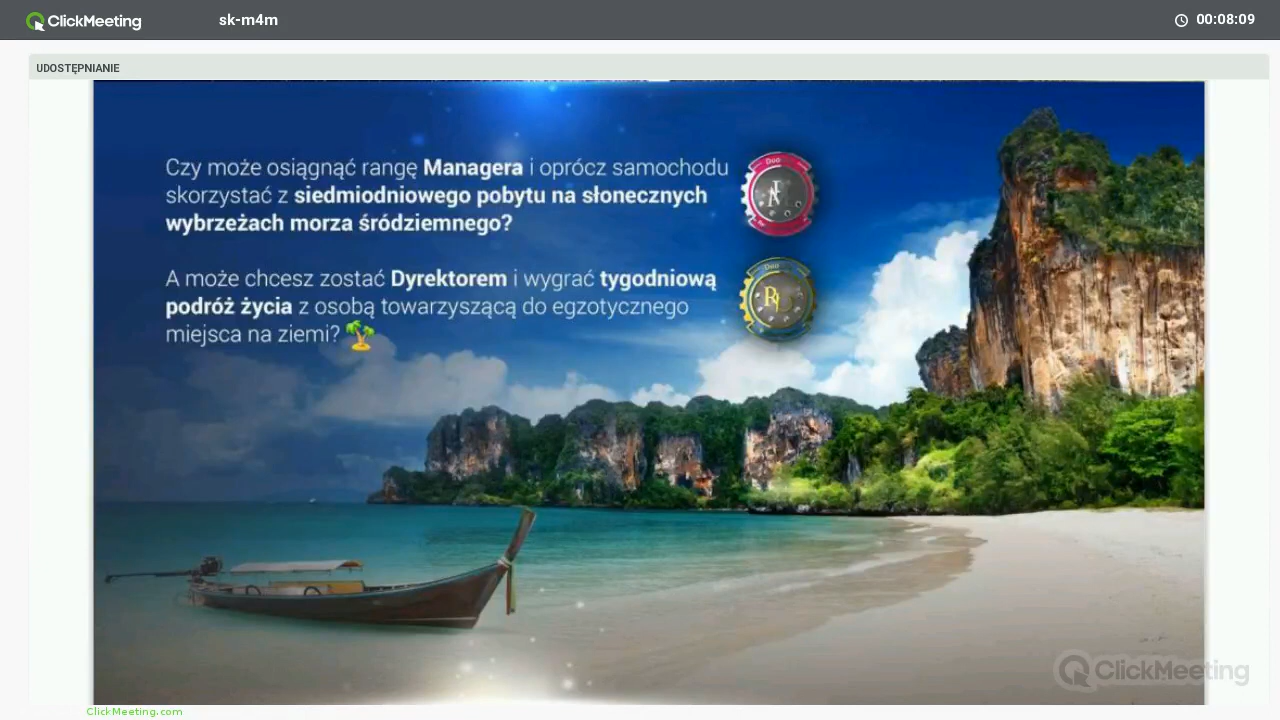 ClickMeeting
sk-m4m
00:08:09
UDOSTĘPNIANIE
Czy może osiągnąć rangę Managera i oprócz samochodu
skorzystać z siedmiodniowego pobytu na słonecznych
wybrzeżach morza śródziemnego?
Duo
A może chcesz zostać Dyrektorem i wygrać tygodniową
podróż życia z osobą towarzyszącą do egzotycznego
miejsca na ziemi?
Duo
ClickMeeting
ClickMeeting.com